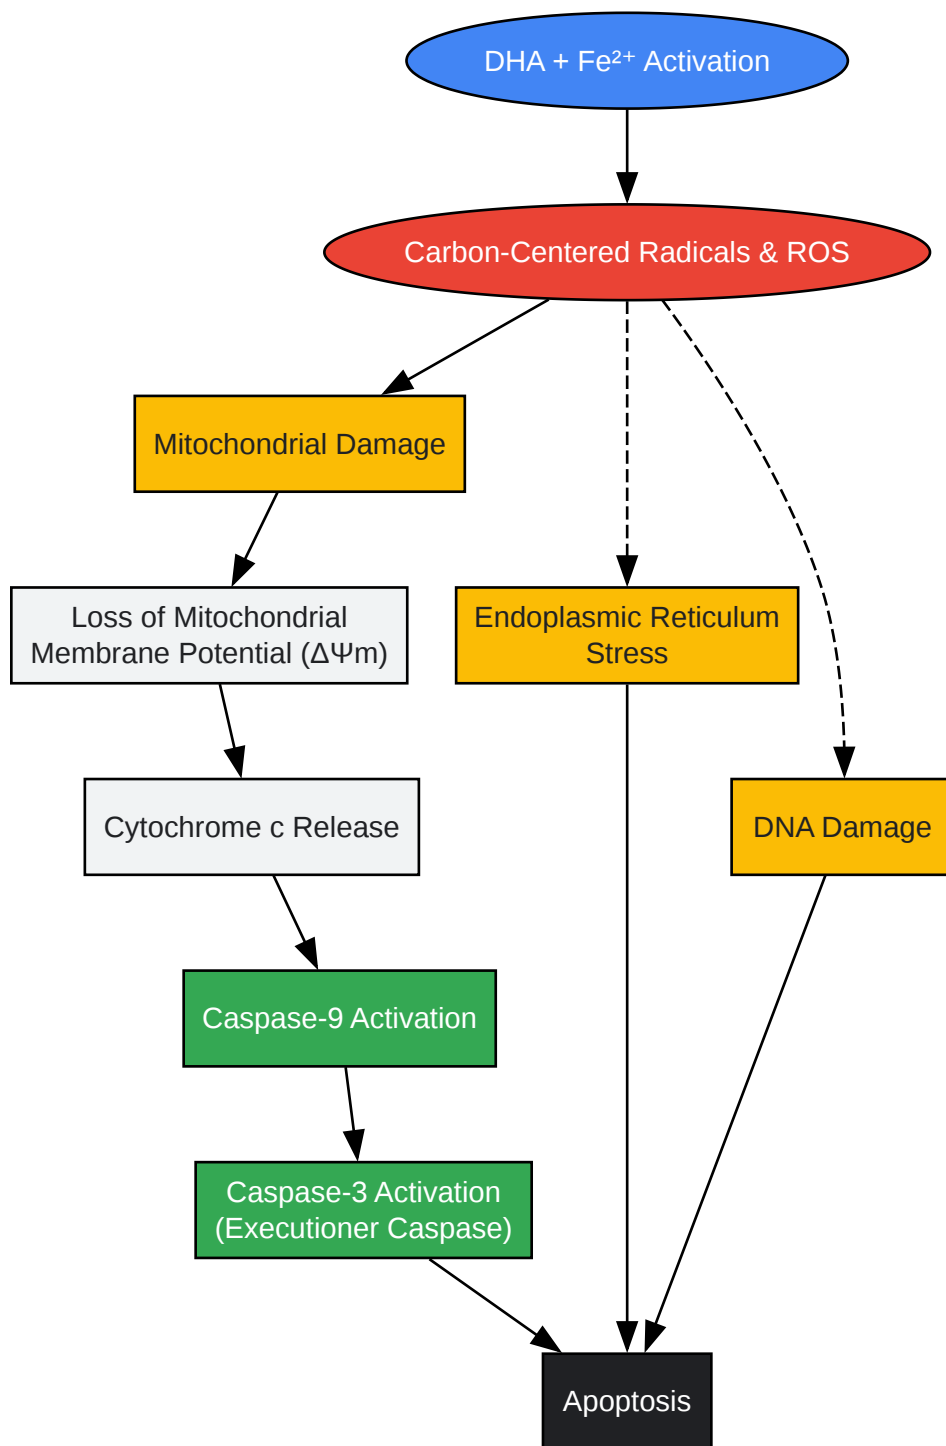 DHA + Fe²⁺ Activation
Carbon-Centered Radicals & ROS
Mitochondrial Damage
Loss of Mitochondrial
Membrane Potential (ΔΨm)
Endoplasmic Reticulum
Stress
Cytochrome c Release
DNA Damage
Caspase-9 Activation
Caspase-3 Activation
(Executioner Caspase)
Apoptosis